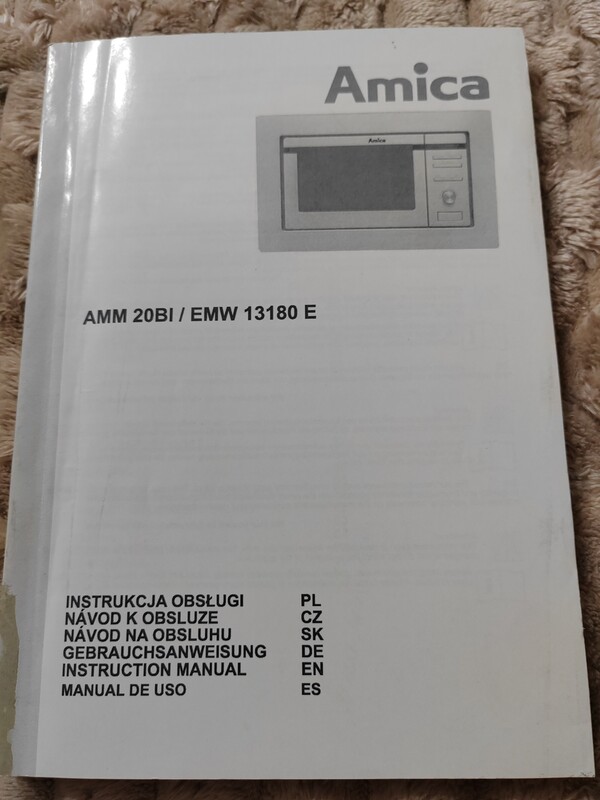 Amica
Amica
AMM 20BI / EMW 13180 E
INSTRUKCJA OBSŁUGI PL
NÁVOD K OBSLUZE CZ
NÁVOD NA OBSLUHU SK
GEBRAUCHSANWEISUNG DE
INSTRUCTION MANUAL EN
MANUAL DE USO ES